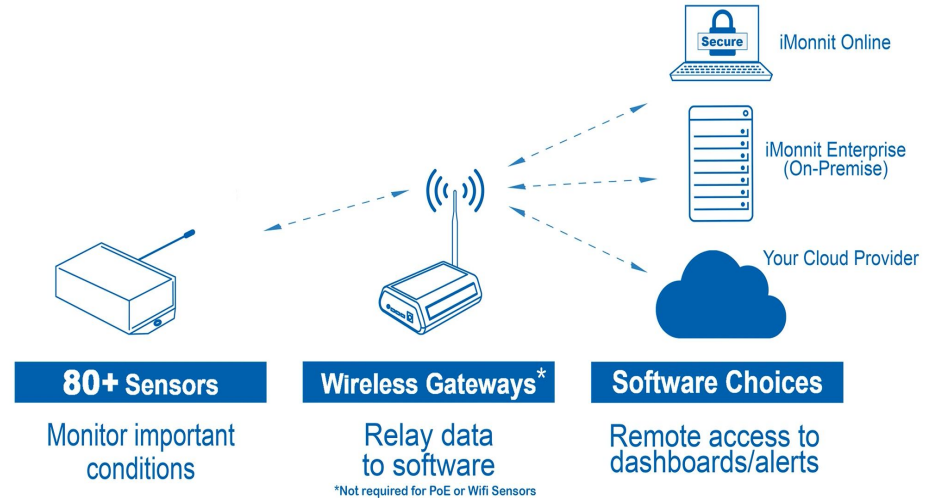 Secure
iMonnit Online
iMonnit Enterprise
(On-Premise)
Your Cloud Provider
80+ Sensors
Monitor important
conditions
Wireless Gateways*
Relay data
to software
*Not required for PoE or Wifi Sensors
Software Choices
Remote access to
dashboards/alerts